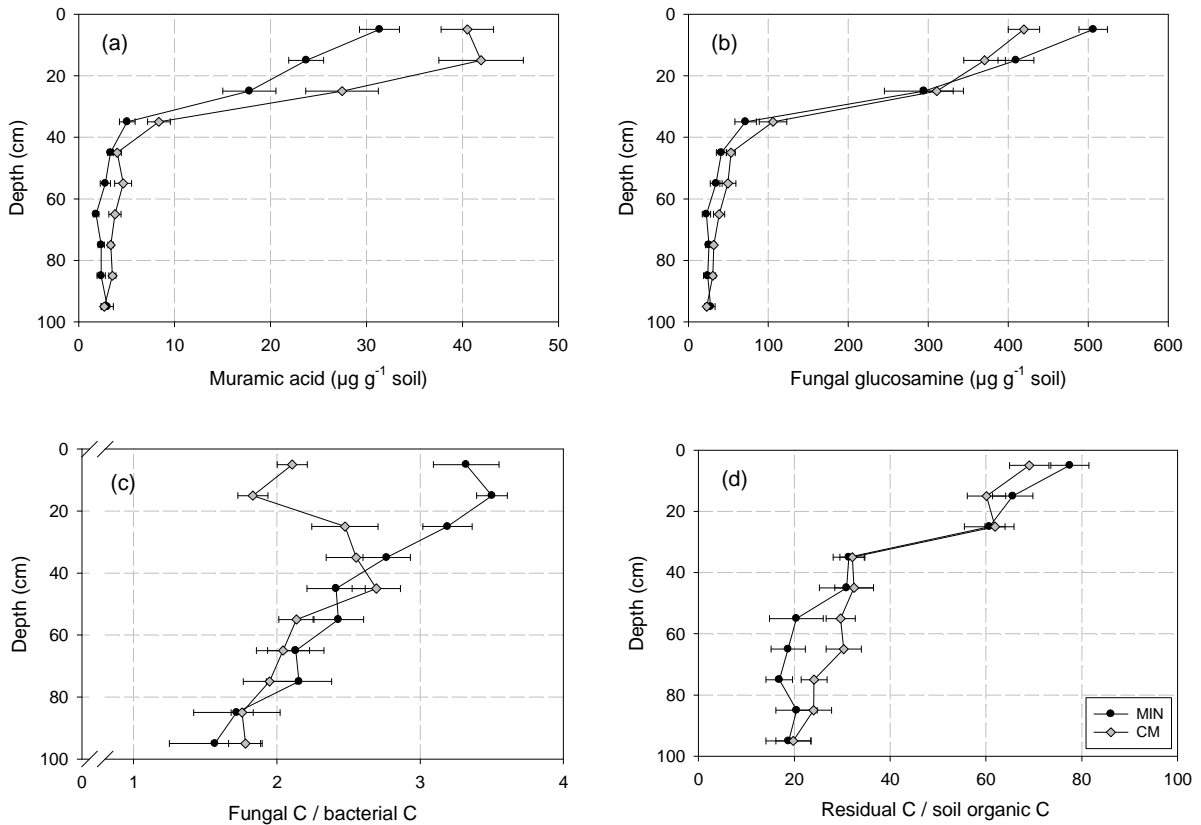 (a)
0
20
40
60
80
100
Depth (cm)
0 10 20 30 40 50
Muramic acid (µg g-1 soil)
(b)
0
20
40
60
80
100
Depth (cm)
0 100 200 300 400 500 600
Fungal glucosamine (µg g-1 soil)
(c)
0
20
40
60
80
100
Depth (cm)
0 1 2 3 4
Fungal C / bacterial C
(d)
0
20
40
60
80
100
Depth (cm)
MIN
CM
0 20 40 60 80 100
Residual C / soil organic C